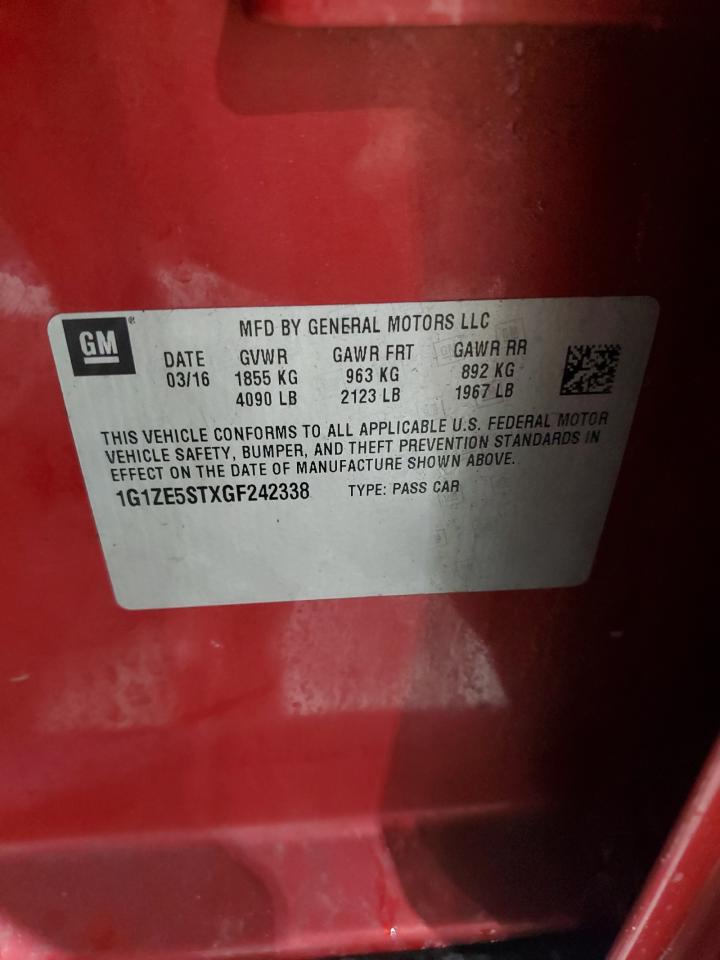 GM®
MFD BY GENERAL MOTORS LLC
DATE GVWR GAWR FRT GAWR RR
03/16 1855 KG 963 KG 892 KG
4090 LB 2123 LB 1967 LB
THIS VEHICLE CONFORMS TO ALL APPLICABLE U.S. FEDERAL MOTOR
VEHICLE SAFETY, BUMPER, AND THEFT PREVENTION STANDARDS IN
EFFECT ON THE DATE OF MANUFACTURE SHOWN ABOVE.
1G1ZE5STXGF242338 TYPE: PASS CAR